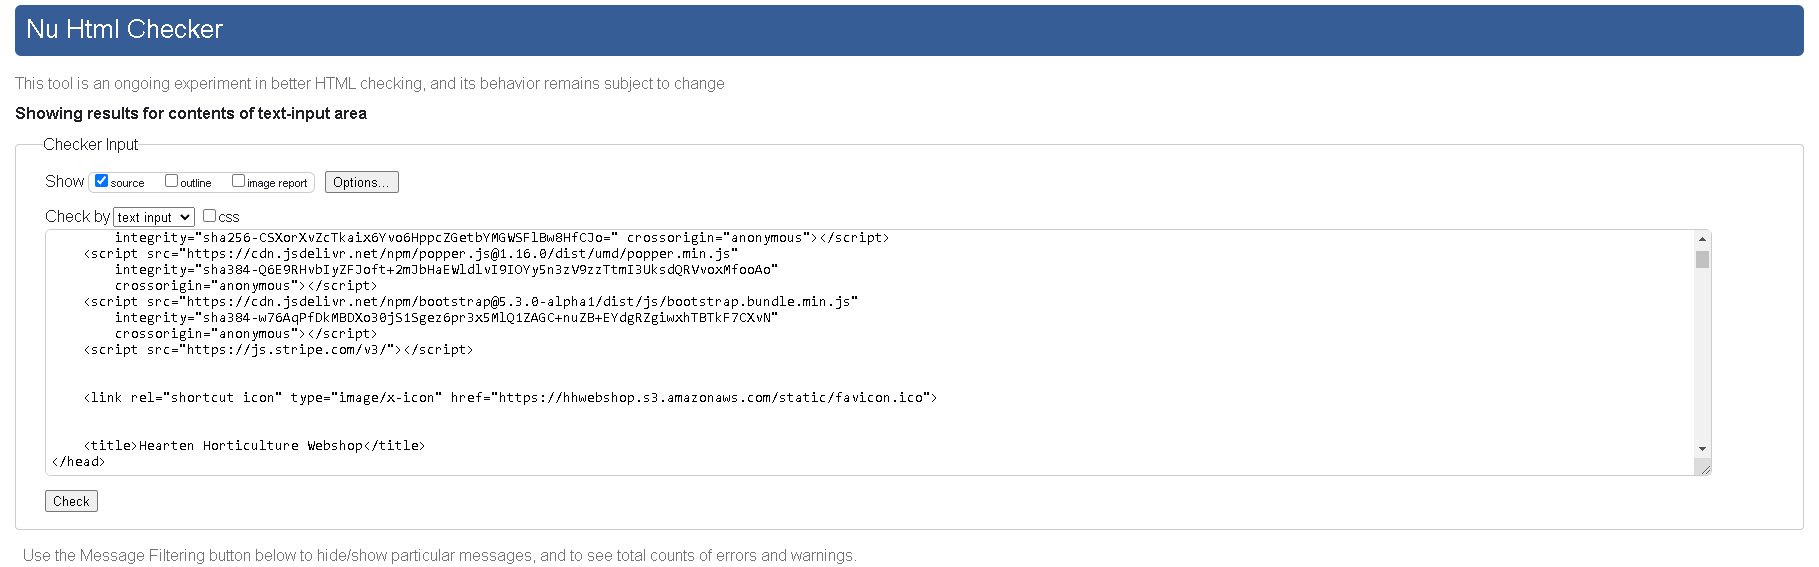 Nu Html Checker
This tool is an ongoing experiment in better HTML checking, and its behavior remains subject to change
Showing results for contents of text-input area
Checker Input
Show source outline image report Options...
Check by text input css
integrity="sha256-CSXorXvZcTkaix6Yvo6HppcZGetbYMGWSFlBw8HfCJo=" crossorigin="anonymous"></script>
<script src="https://cdn.jsdelivr.net/npm/popper.js@1.16.0/dist/umd/popper.min.js"
integrity="sha384-Q6E9RHvbIyZFJoft+2mJbHaEWldlvI9IOYy5n3zV9zzTtmI3UksdQRVvoxMfooAo"
crossorigin="anonymous"></script>
<script src="https://cdn.jsdelivr.net/npm/bootstrap@5.3.0-alpha1/dist/js/bootstrap.bundle.min.js"
integrity="sha384-w76AqPfDkMBDXo30jS1Sgez6pr3x5MlQ1ZAGC+nuZB+EYdgRZgiwxhTBTkF7CXvN"
crossorigin="anonymous"></script>
<script src="https://js.stripe.com/v3/"></script>
<link rel="shortcut icon" type="image/x-icon" href="https://hhwebshop.s3.amazonaws.com/static/favicon.ico">
<title>Hearten Horticulture Webshop</title>
</head>
Check
Use the Message Filtering button below to hide/show particular messages, and to see total counts of errors and warnings.